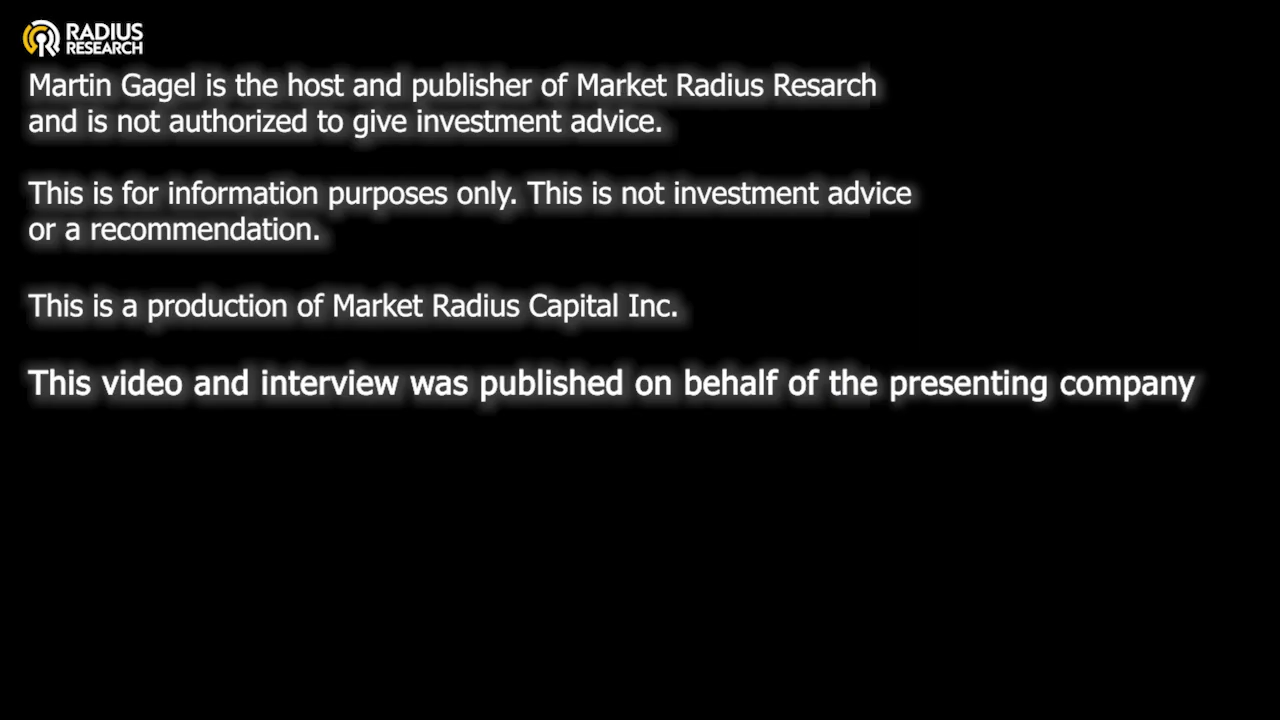 RADIUS
RESEARCH
Martin Gagel is the host and publisher of Market Radius Resarch
and is not authorized to give investment advice.
This is for information purposes only. This is not investment advice
or a recommendation.
This is a production of Market Radius Capital Inc.
This video and interview was published on behalf of the presenting company